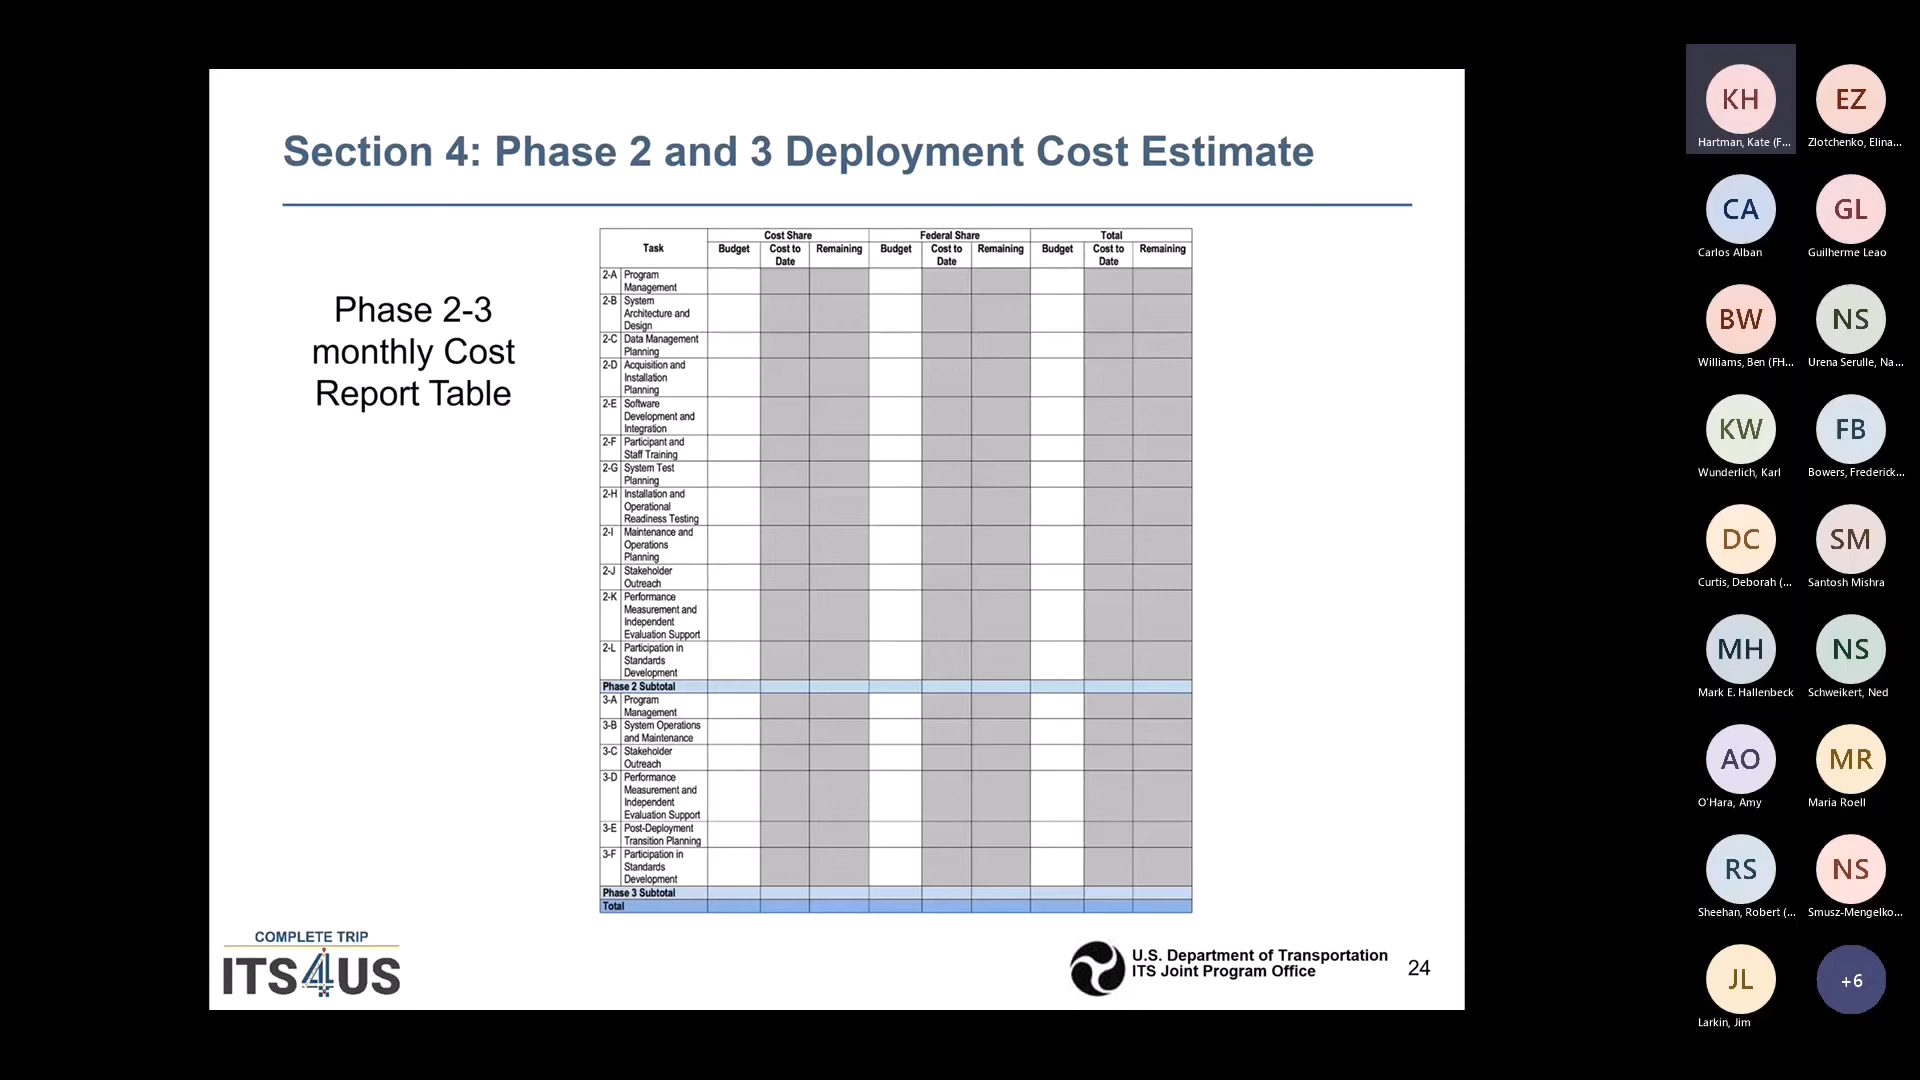 Section 4: Phase 2 and 3 Deployment Cost Estimate
Phase 2-3
monthly Cost
Report Table
Task
Cost Share
Federal Share
Total
Budget
Cost to
Date
Remaining
Budget
Cost to
Date
Remaining
Budget
Cost to
Date
Remaining
2-A Program
Management
2-B System
Architecture and
Design
2-C Data Management
Planning
2-D Acquisition and
Installation
Planning
2-E Software
Development and
Integration
2-F Participant and
Staff Training
2-G System Test
Planning
2-H Installation and
Operational
Readiness Testing
2-I Maintenance and
Operations
Planning
2-J Stakeholder
Outreach
2-K Performance
Measurement and
Independent
Evaluation Support
2-L Participation in
Standards
Development
Phase 2 Subtotal
3-A Program
Management
3-B System Operations
and Maintenance
3-C Stakeholder
Outreach
3-D Performance
Measurement and
Independent
Evaluation Support
3-E Post-Deployment
Transition Planning
3-F Participation in
Standards
Development
Phase 3 Subtotal
Total
COMPLETE TRIP
ITS4US
U.S. Department of Transportation
ITS Joint Program Office
24
KH
Hartman, Kate (F...
EZ
Zlotchenko, Elina...
CA
Carlos Alban
GL
Guilherme Leao
BW
Williams, Ben (FH...
NS
Urena Serulle, Na...
KW
Wunderlich, Karl
FB
Bowers, Frederick...
DC
Curtis, Deborah (...
SM
Santosh Mishra
MH
Mark E. Hallenbeck
NS
Schweikert, Ned
AO
O'Hara, Amy
MR
Maria Roell
RS
Sheehan, Robert (...
NS
Smusz-Mengelko...
JL
Larkin, Jim
+6